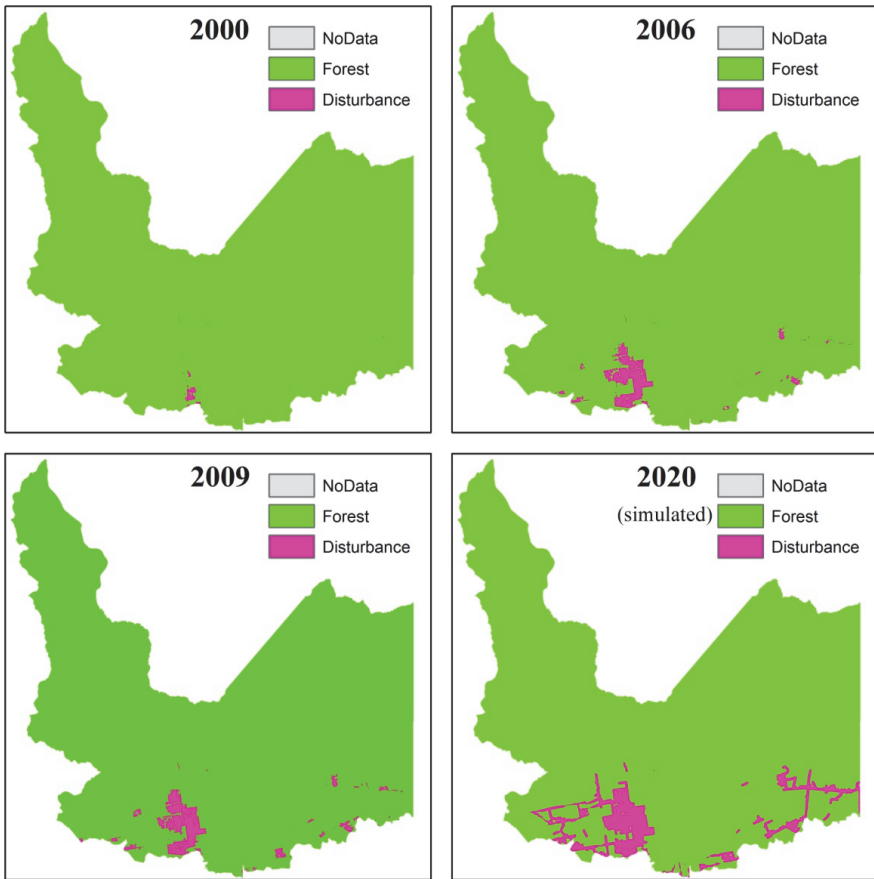 2000
NoData
Forest
Disturbance
2006
NoData
Forest
Disturbance
2009
NoData
Forest
Disturbance
2020
(simulated)
NoData
Forest
Disturbance